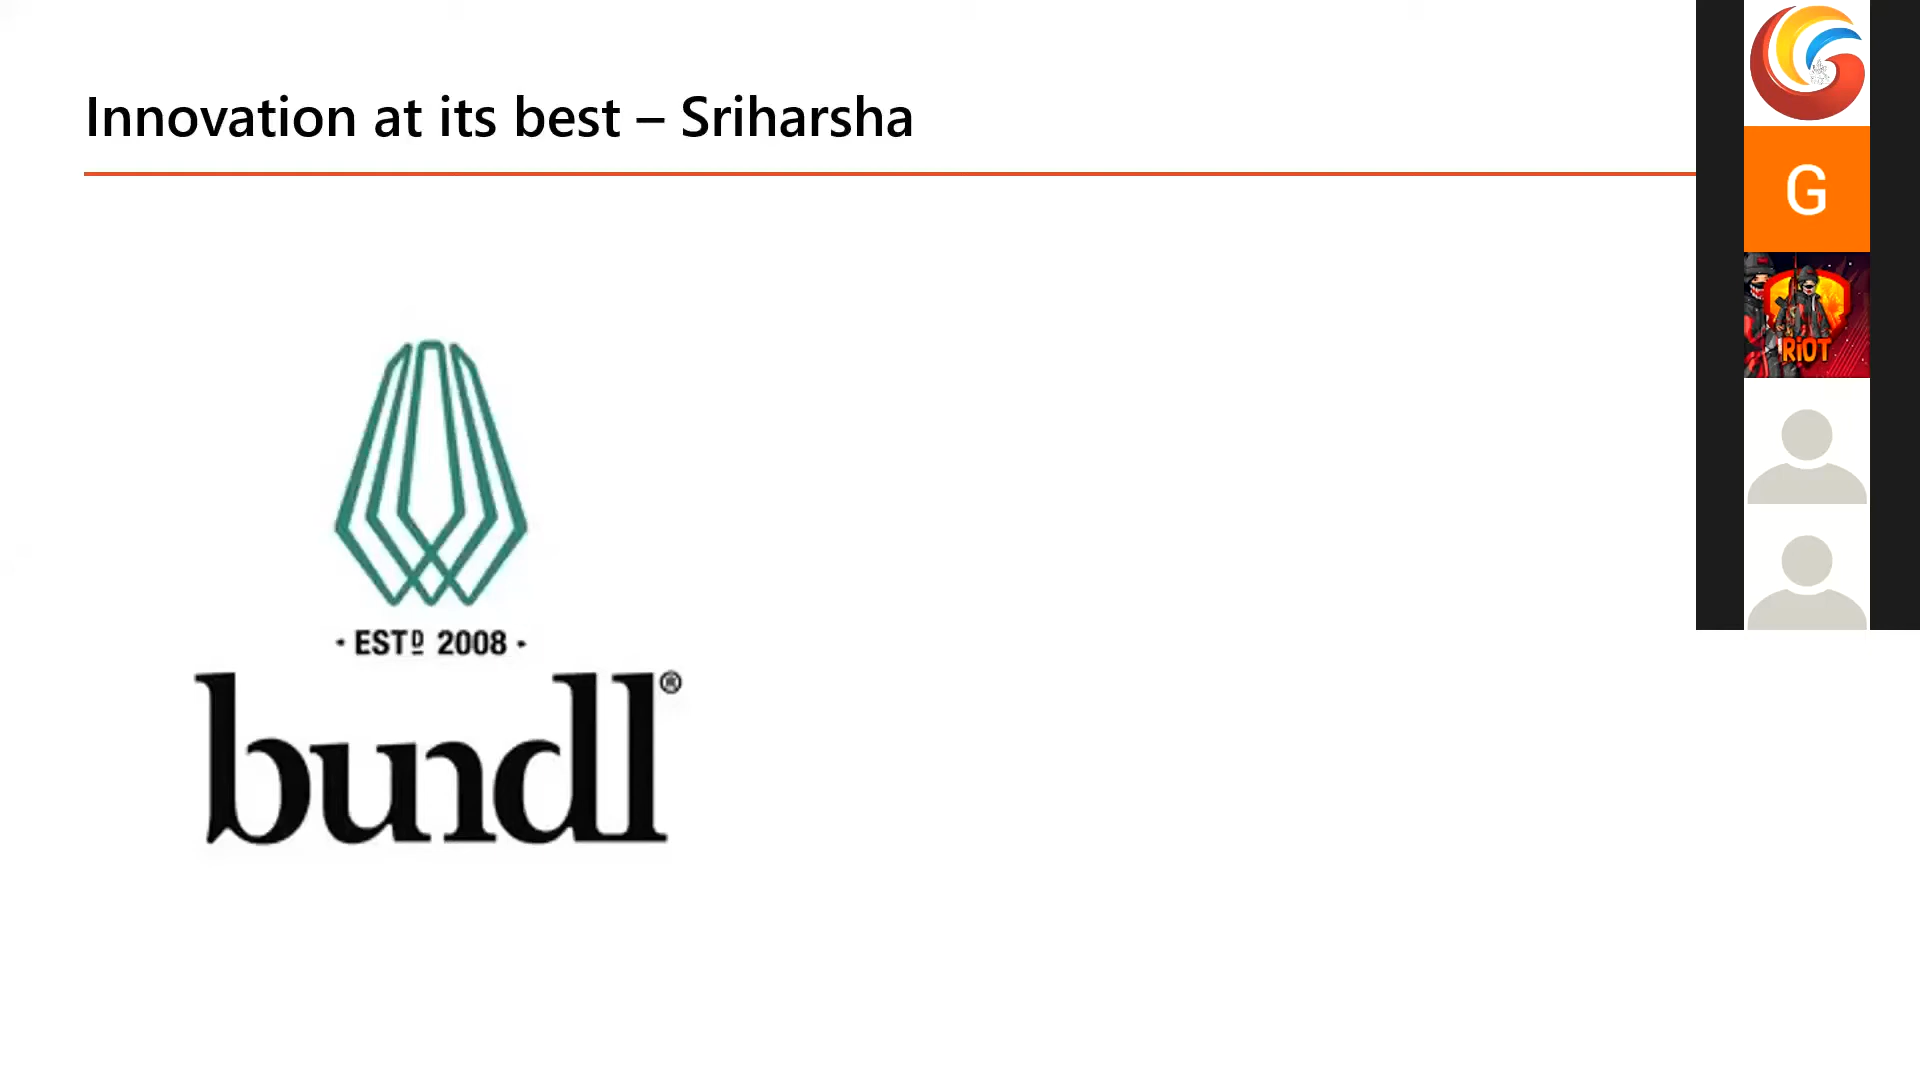 Innovation at its best – Sriharsha
G
RiOT
· ESTD 2008 ·
bundl®